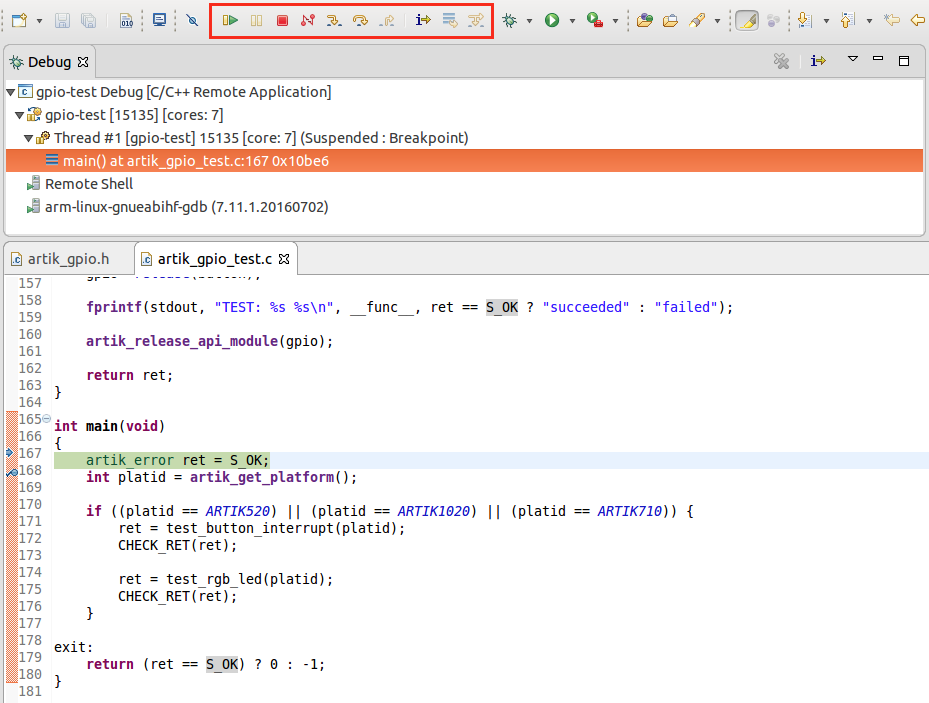 010
Debug
gpio-test Debug [C/C++ Remote Application]
gpio-test [15135] [cores: 7]
Thread #1 [gpio-test] 15135 [core: 7] (Suspended : Breakpoint)
main() at artik_gpio_test.c:167 0x10be6
Remote Shell
arm-linux-gnueabihf-gdb (7.11.1.20160702)
artik_gpio.h artik_gpio_test.c
157
158 fprintf(stdout, "TEST: %s %s\n", __func__, ret == S_OK ? "succeeded" : "failed");
159
160 artik_release_api_module(gpio);
161
162 return ret;
163 }
164
165 int main(void)
166 {
167 artik_error ret = S_OK;
168 int platid = artik_get_platform();
169
170 if ((platid == ARTIK520) || (platid == ARTIK1020) || (platid == ARTIK710)) {
171 ret = test_button_interrupt(platid);
172 CHECK_RET(ret);
173
174 ret = test_rgb_led(platid);
175 CHECK_RET(ret);
176 }
177
178 exit:
179 return (ret == S_OK) ? 0 : -1;
180 }
181